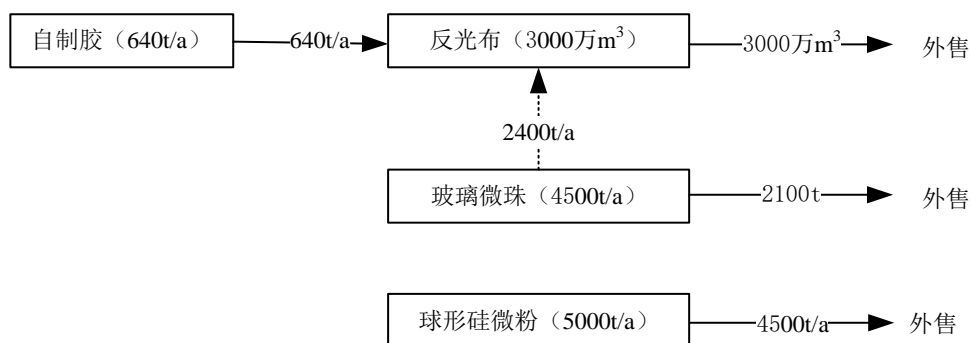 自制胶（640t/a） 640t/a 反光布（3000万m³） 3000万m³ 外售
2400t/a
玻璃微珠（4500t/a） 2100t 外售
球形硅微粉（5000t/a） 4500t/a 外售